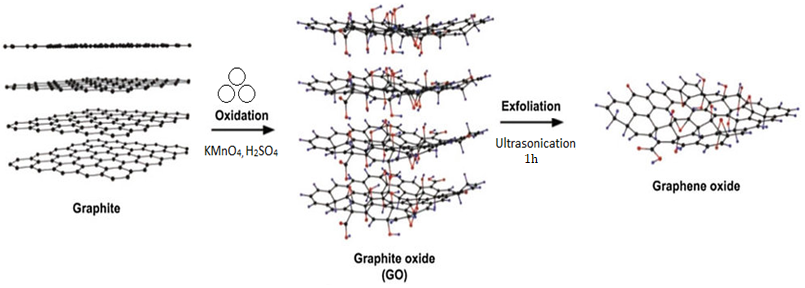 Graphite
Oxidation
KMnO4, H2SO4
Graphite oxide
(GO)
Exfoliation
Ultrasonication
1h
Graphene oxide